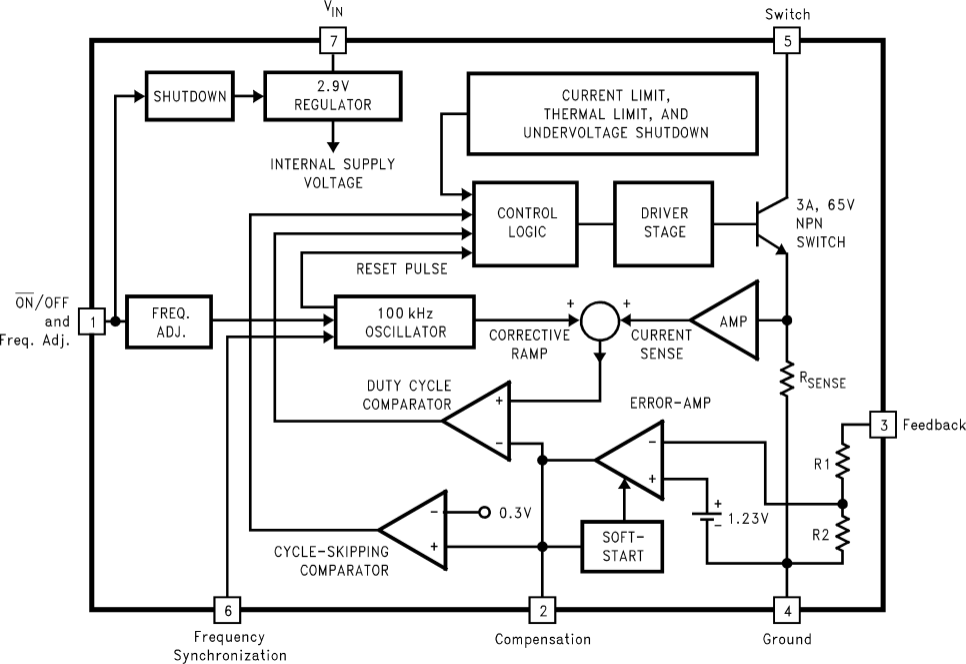 V_IN
Switch
7
5
SHUTDOWN
2.9V
REGULATOR
CURRENT LIMIT,
THERMAL LIMIT, AND
UNDERVOLTAGE SHUTDOWN
INTERNAL SUPPLY
VOLTAGE
CONTROL
LOGIC
DRIVER
STAGE
3A, 65V
NPN
SWITCH
RESET PULSE
O̅N̅/OFF
and
Freq. Adj.
1
FREQ.
ADJ.
100 kHz
OSCILLATOR
+
+
CORRECTIVE
RAMP
CURRENT
SENSE
AMP
R_SENSE
DUTY CYCLE
COMPARATOR
+
−
ERROR-AMP
−
+
3
Feedback
R1
R2
+
−
1.23V
−
+
0.3V
SOFT-
START
CYCLE-SKIPPING
COMPARATOR
6
2
4
Frequency
Synchronization
Compensation
Ground